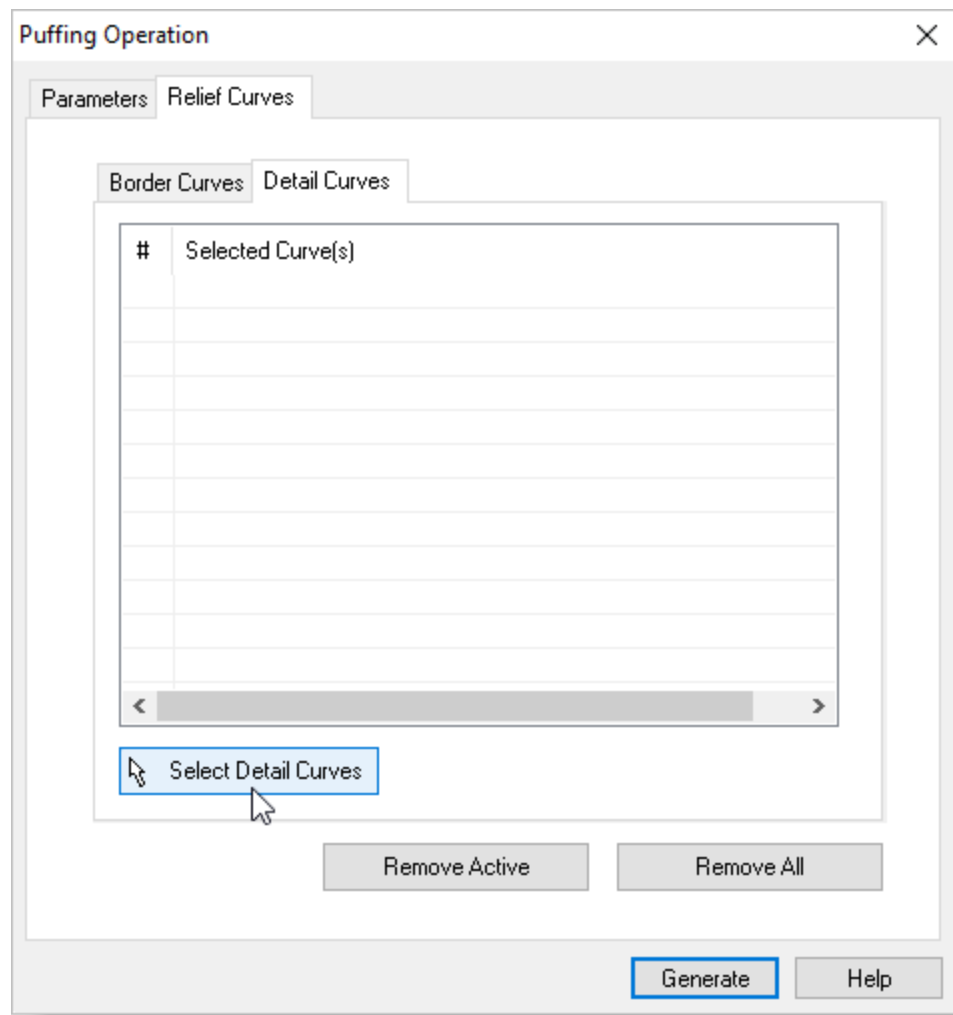 Puffing Operation
Parameters Relief Curves
Border Curves Detail Curves
# Selected Curve(s)
Select Detail Curves
Remove Active Remove All
Generate Help